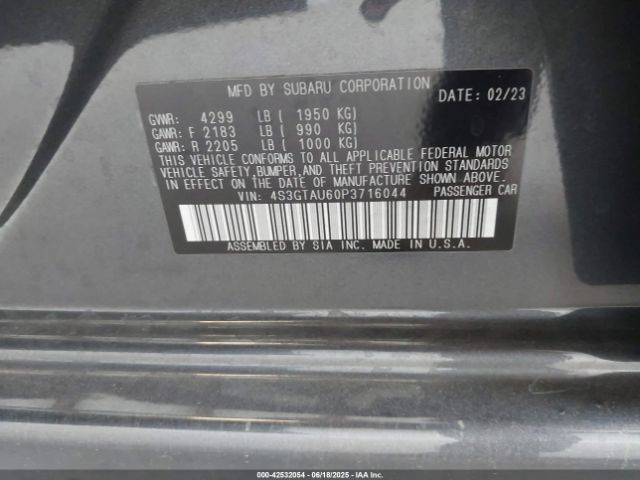 MFD BY SUBARU CORPORATION
DATE: 02/23
GVWR: 4299 LB ( 1950 KG)
GAWR: F 2183 LB ( 990 KG)
GAWR: R 2205 LB ( 1000 KG)
THIS VEHICLE CONFORMS TO ALL APPLICABLE FEDERAL MOTOR
VEHICLE SAFETY,BUMPER,AND THEFT PREVENTION STANDARDS
IN EFFECT ON THE DATE OF MANUFACTURE SHOWN ABOVE.
VIN: 4S3GTAU60P3716044 PASSENGER CAR
ASSEMBLED BY SIA INC. MADE IN U.S.A.
000-42532054 - 06/18/2025 - COPYRIGHT IAA, LLC.